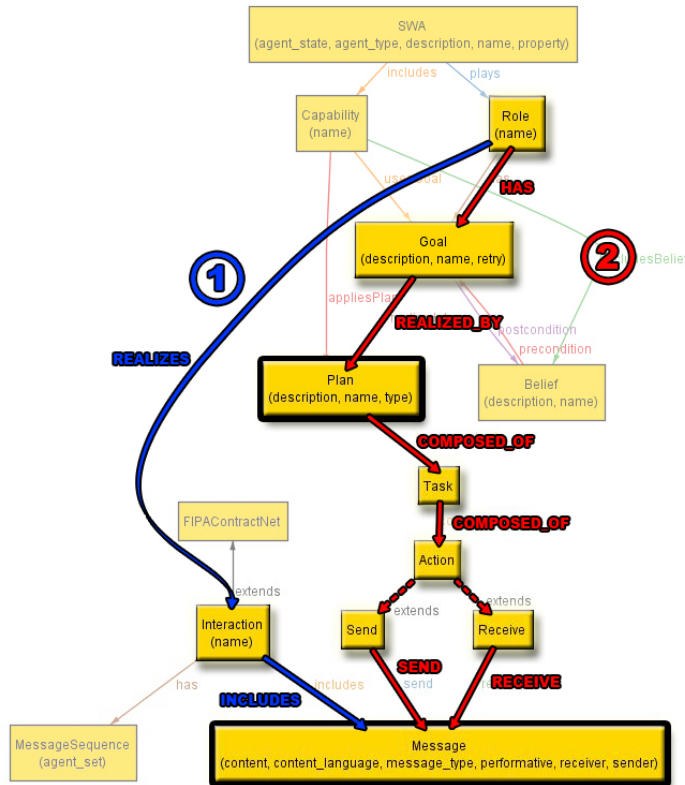 SWA
(agent_state, agent_type, description, name, property)
includes
plays
Capability
(name)
Role
(name)
HAS
Goal
(description, name, retry)
1
2
appliesPlan
REALIZED_BY
postcondition
precondition
REALIZES
Plan
(description, name, type)
Belief
(description, name)
COMPOSED_OF
Task
COMPOSED_OF
FIPAContractNet
Action
extends
extends
extends
Interaction
(name)
Send
Receive
has
includes
SEND
send
RECEIVE
INCLUDES
MessageSequence
(agent_set)
Message
(content, content_language, message_type, performative, receiver, sender)